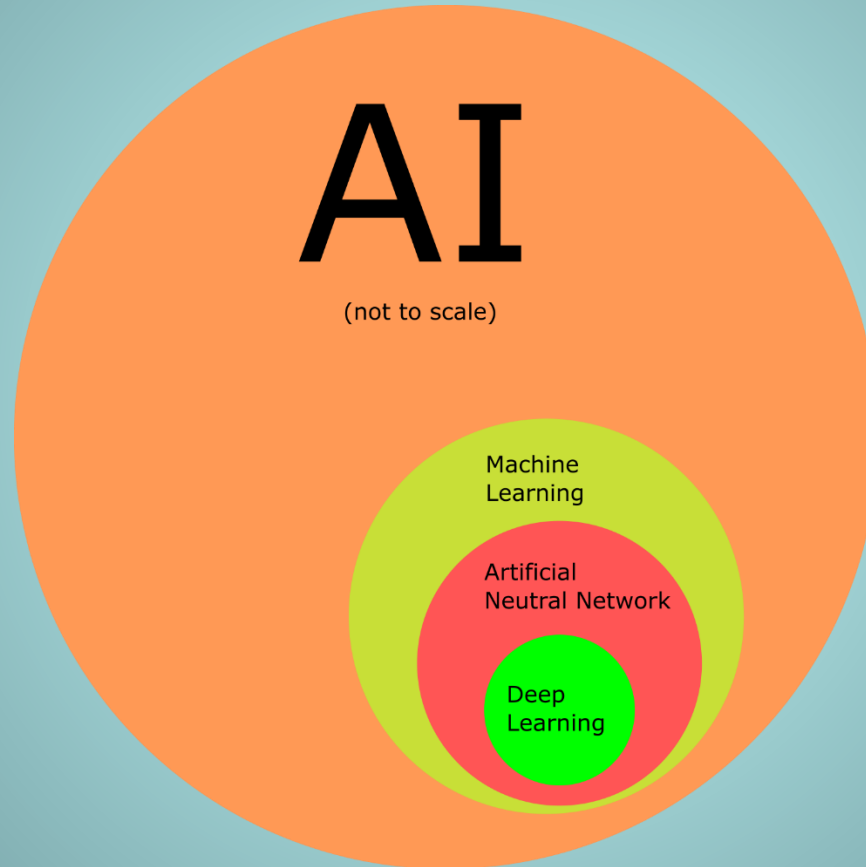 AI
(not to scale)
Machine
Learning
Artificial
Neutral Network
Deep
Learning